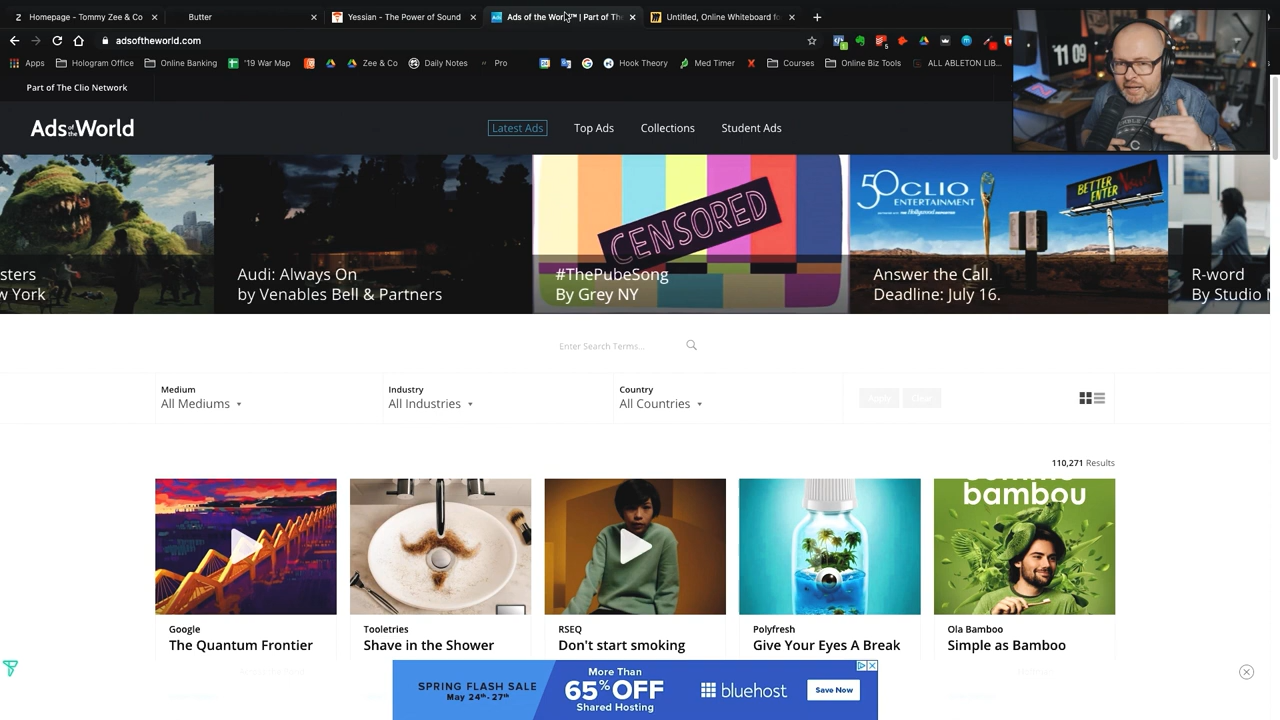 Homepage - Tommy Zee & Co
Butter
Yessian - The Power of Sound
Ads of the World™ | Part of The
Untitled, Online Whiteboard fo
adsoftheworld.com
Apps
Hologram Office
Online Banking
'19 War Map
Zee & Co
Daily Notes
Pro
Hook Theory
Med Timer
Courses
Online Biz Tools
ALL ABLETON LIB...
Part of The Clio Network
Ads of the World
Latest Ads
Top Ads
Collections
Student Ads
11 09
sters
w York
Audi: Always On
by Venables Bell & Partners
CENSORED
#ThePubeSong
By Grey NY
50 CLIO
ENTERTAINMENT
BETTER
Answer the Call.
Deadline: July 16.
R-word
By Studio
Enter Search Terms...
Medium
All Mediums
Industry
All Industries
Country
All Countries
Apply
Clear
110,271 Results
bambou
Google
The Quantum Frontier
Tooletries
Shave in the Shower
RSEQ
Don't start smoking
Polyfresh
Give Your Eyes A Break
Ola Bamboo
Simple as Bamboo
SPRING FLASH SALE
May 24th-27th
More Than
65% OFF
Shared Hosting
bluehost
Save Now